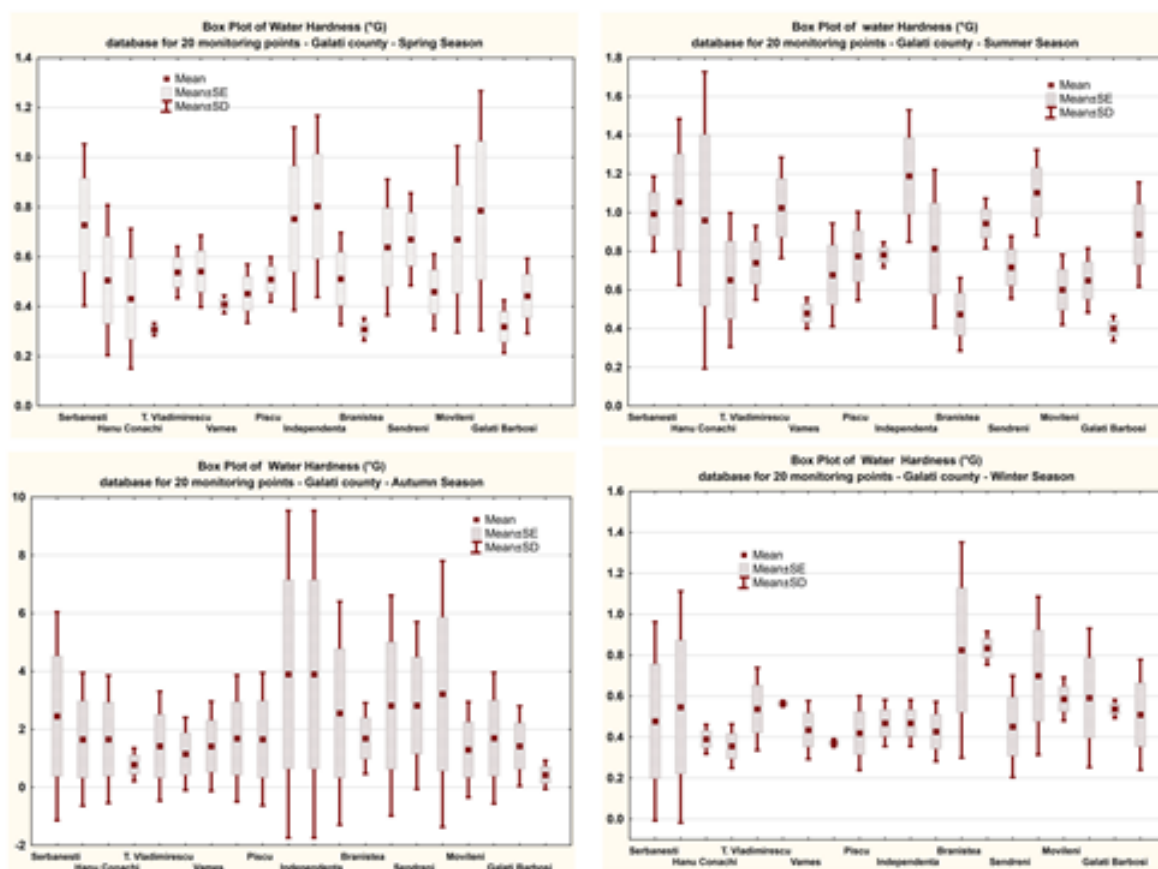 Box Plot of Water Hardness (°G)
database for 20 monitoring points - Galati county - Spring Season
1.4
1.2
1.0
0.8
0.6
0.4
0.2
0.0
Mean
Mean±SE
Mean±SD
Serbanesti T. Vladimirescu Piscu Branistea Movileni
Hanu Conachi Vames Independenta Sendreni Galati Barbosi
Box Plot of water Hardness (°G)
database for 20 monitoring points - Galati county - Summer Season
1.8
1.6
1.4
1.2
1.0
0.8
0.6
0.4
0.2
0.0
Mean
Mean±SE
Mean±SD
Serbanesti T. Vladimirescu Piscu Branistea Movileni
Hanu Conachi Vames Independenta Sendreni Galati Barbosi
Box Plot of Water Hardness (°G)
database for 20 monitoring points - Galati county - Autumn Season
10
8
6
4
2
0
-2
Mean
Mean±SE
Mean±SD
Serbanesti T. Vladimirescu Piscu Branistea Movileni
Hanu Conachi Vames Independenta Sendreni Galati Barbosi
Box Plot of Water Hardness (°G)
database for 20 monitoring points - Galati county - Winter Season
1.6
1.4
1.2
1.0
0.8
0.6
0.4
0.2
0.0
Mean
Mean±SE
Mean±SD
Serbanesti T. Vladimirescu Piscu Branistea Movileni
Hanu Conachi Vames Independenta Sendreni Galati Barbosi